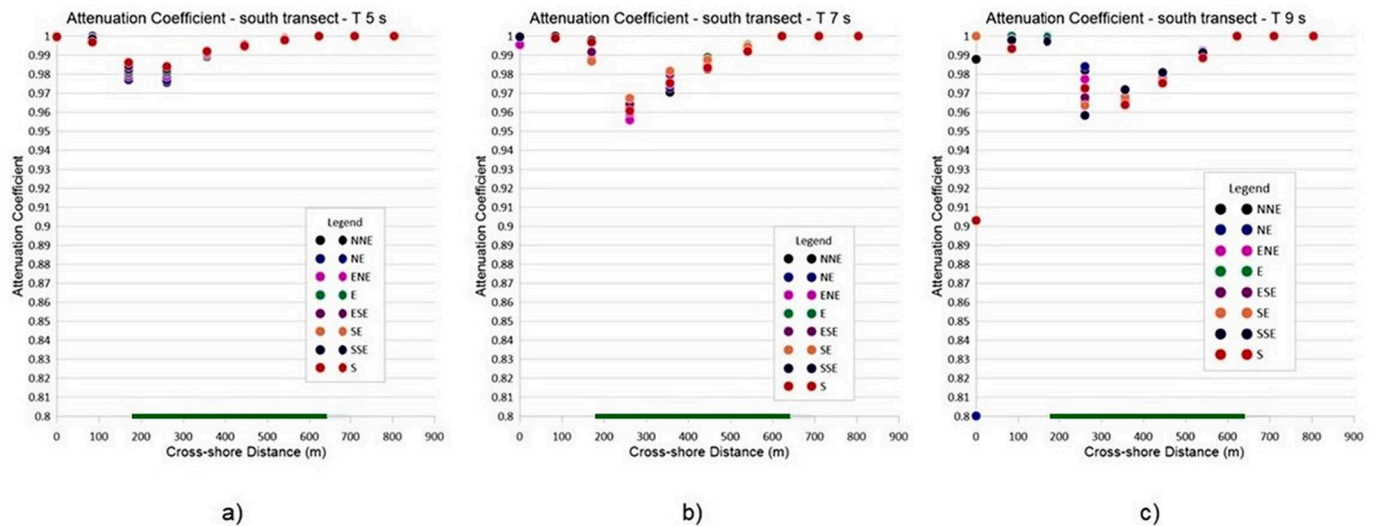 Attenuation Coefficient - south transect - T 5 s
Attenuation Coefficient
1
0.99
0.98
0.97
0.96
0.95
0.94
0.93
0.92
0.91
0.9
0.89
0.88
0.87
0.86
0.85
0.84
0.83
0.82
0.81
0.8
Legend
NNE
NE
ENE
E
ESE
SE
SSE
S
0 100 200 300 400 500 600 700 800 900
Cross-shore Distance (m)
a)
Attenuation Coefficient - south transect - T 7 s
Attenuation Coefficient
1
0.99
0.98
0.97
0.96
0.95
0.94
0.93
0.92
0.91
0.9
0.89
0.88
0.87
0.86
0.85
0.84
0.83
0.82
0.81
0.8
Legend
NNE
NE
ENE
E
ESE
SE
SSE
S
0 100 200 300 400 500 600 700 800 900
Cross-shore Distance (m)
b)
Attenuation Coefficient - south transect - T 9 s
Attenuation Coefficient
1
0.99
0.98
0.97
0.96
0.95
0.94
0.93
0.92
0.91
0.9
0.89
0.88
0.87
0.86
0.85
0.84
0.83
0.82
0.81
0.8
Legend
NNE
NE
ENE
E
ESE
SE
SSE
S
0 100 200 300 400 500 600 700 800 900
Cross-shore Distance (m)
c)